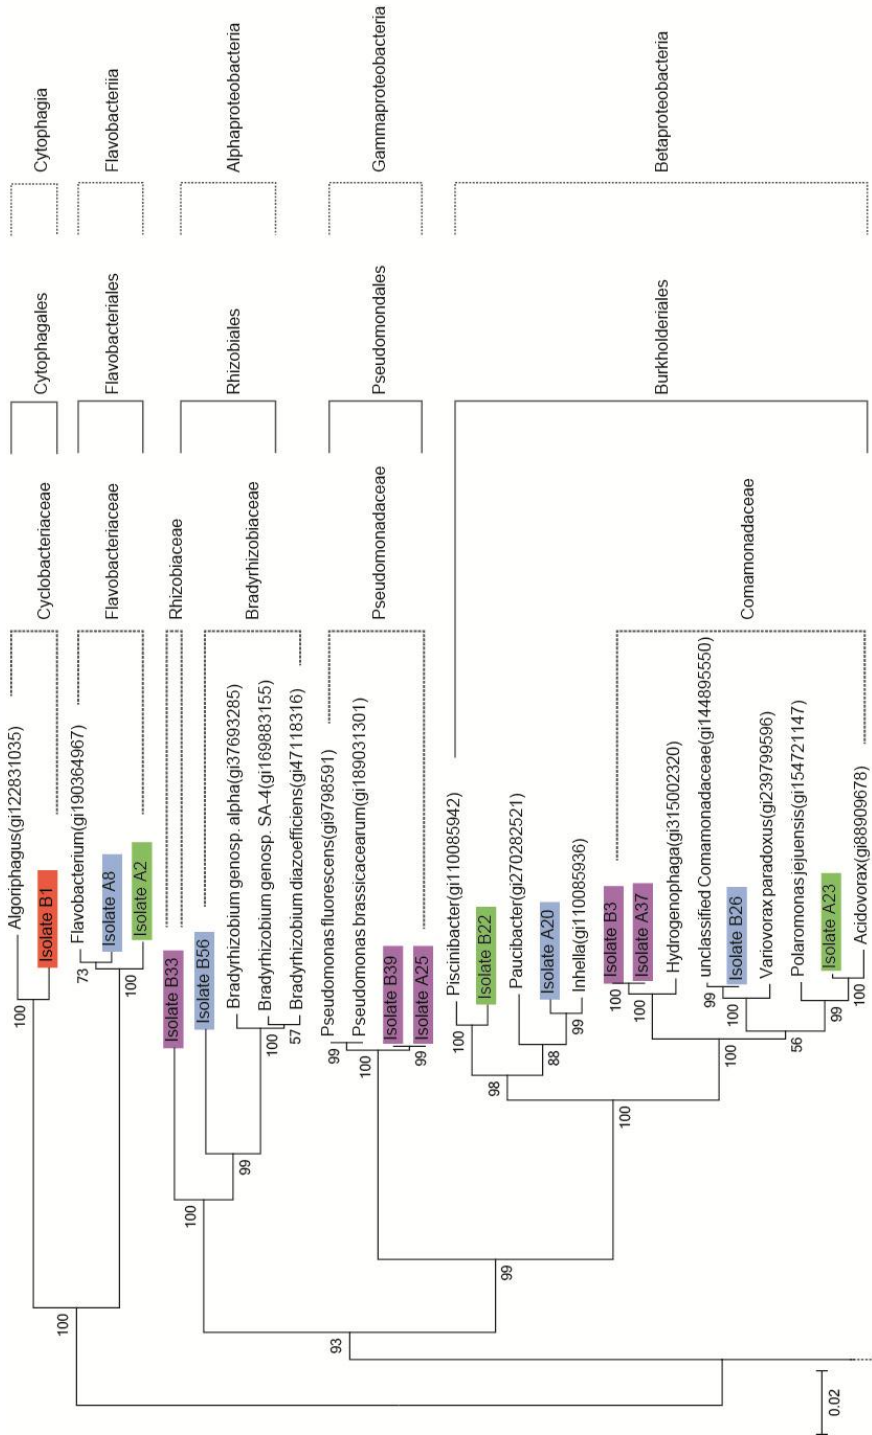 Algoriphagus(gi122831035)
Isolate B1
Flavobacterium(gi190364967)
Isolate A8
Isolate A2
Isolate B33
Isolate B56
Bradyrhizobium genosp. alpha(gi37693285)
Bradyrhizobium genosp. SA-4(gi169883155)
Bradyrhizobium diazoefficiens(gi47118316)
Pseudomonas fluorescens(gi9798591)
Pseudomonas brassicacearum(gi189031301)
Isolate B39
Isolate A25
Piscinibacter(gi110085942)
Isolate B22
Paucibacter(gi270282521)
Isolate A20
Inhella(gi110085936)
Isolate B3
Isolate A37
Hydrogenophaga(gi315002320)
unclassified Comamonadaceae(gi144895550)
Isolate B26
Variovorax paradoxus(gi239799596)
Polaromonas jejuensis(gi154721147)
Isolate A23
Acidovorax(gi88909678)
Cyclobacteriaceae
Flavobacteriaceae
Rhizobiaceae
Bradyrhizobiaceae
Pseudomonadaceae
Comamonadaceae
Cytophagales
Flavobacteriales
Rhizobiales
Pseudomondales
Burkholderiales
Cytophagia
Flavobacteriia
Alphaproteobacteria
Gammaproteobacteria
Betaproteobacteria
100
73
100
100
100
57
99
100
99
100
99
100
99
88
98
100
100
99
100
100
99
56
100
100
99
93
0.02